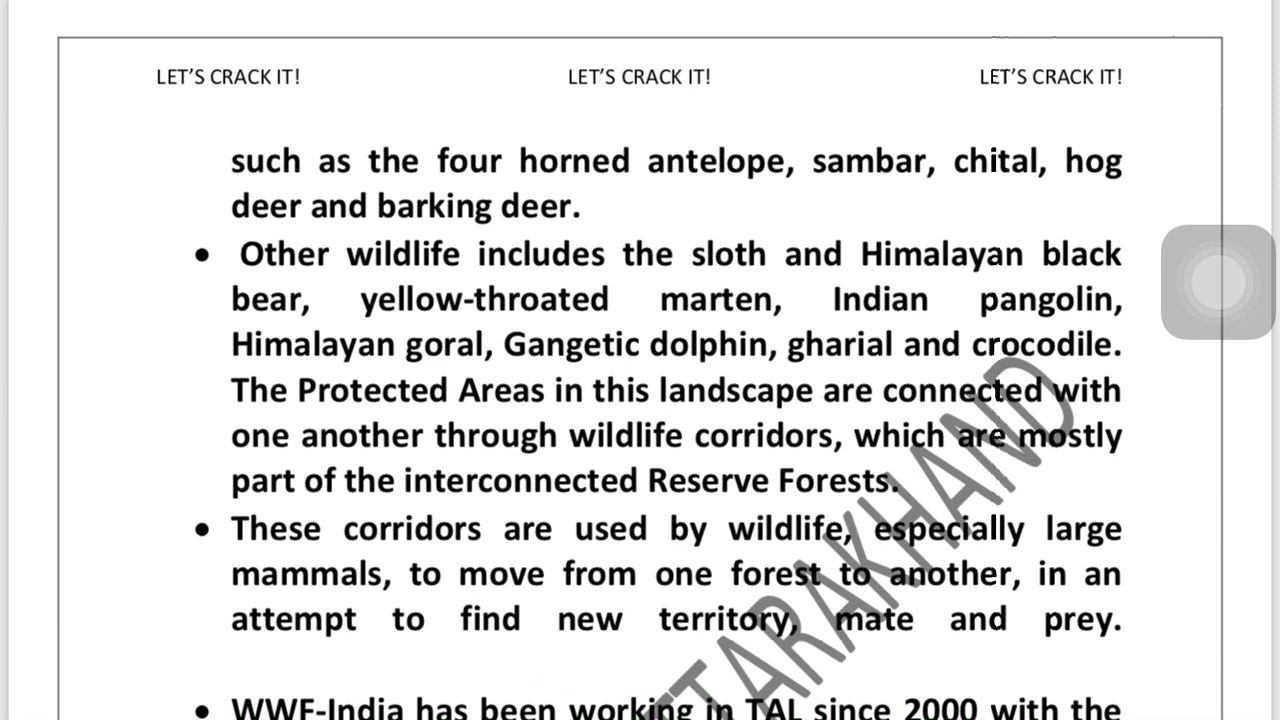 LET’S CRACK IT! LET’S CRACK IT! LET’S CRACK IT!
such as the four horned antelope, sambar, chital, hog
deer and barking deer.
• Other wildlife includes the sloth and Himalayan black
bear, yellow-throated marten, Indian pangolin,
Himalayan goral, Gangetic dolphin, gharial and crocodile.
The Protected Areas in this landscape are connected with
one another through wildlife corridors, which are mostly
part of the interconnected Reserve Forests.
• These corridors are used by wildlife, especially large
mammals, to move from one forest to another, in an
attempt to find new territory, mate and prey.
• WWF-India has been working in TAL since 2000 with the
TARAKHAND